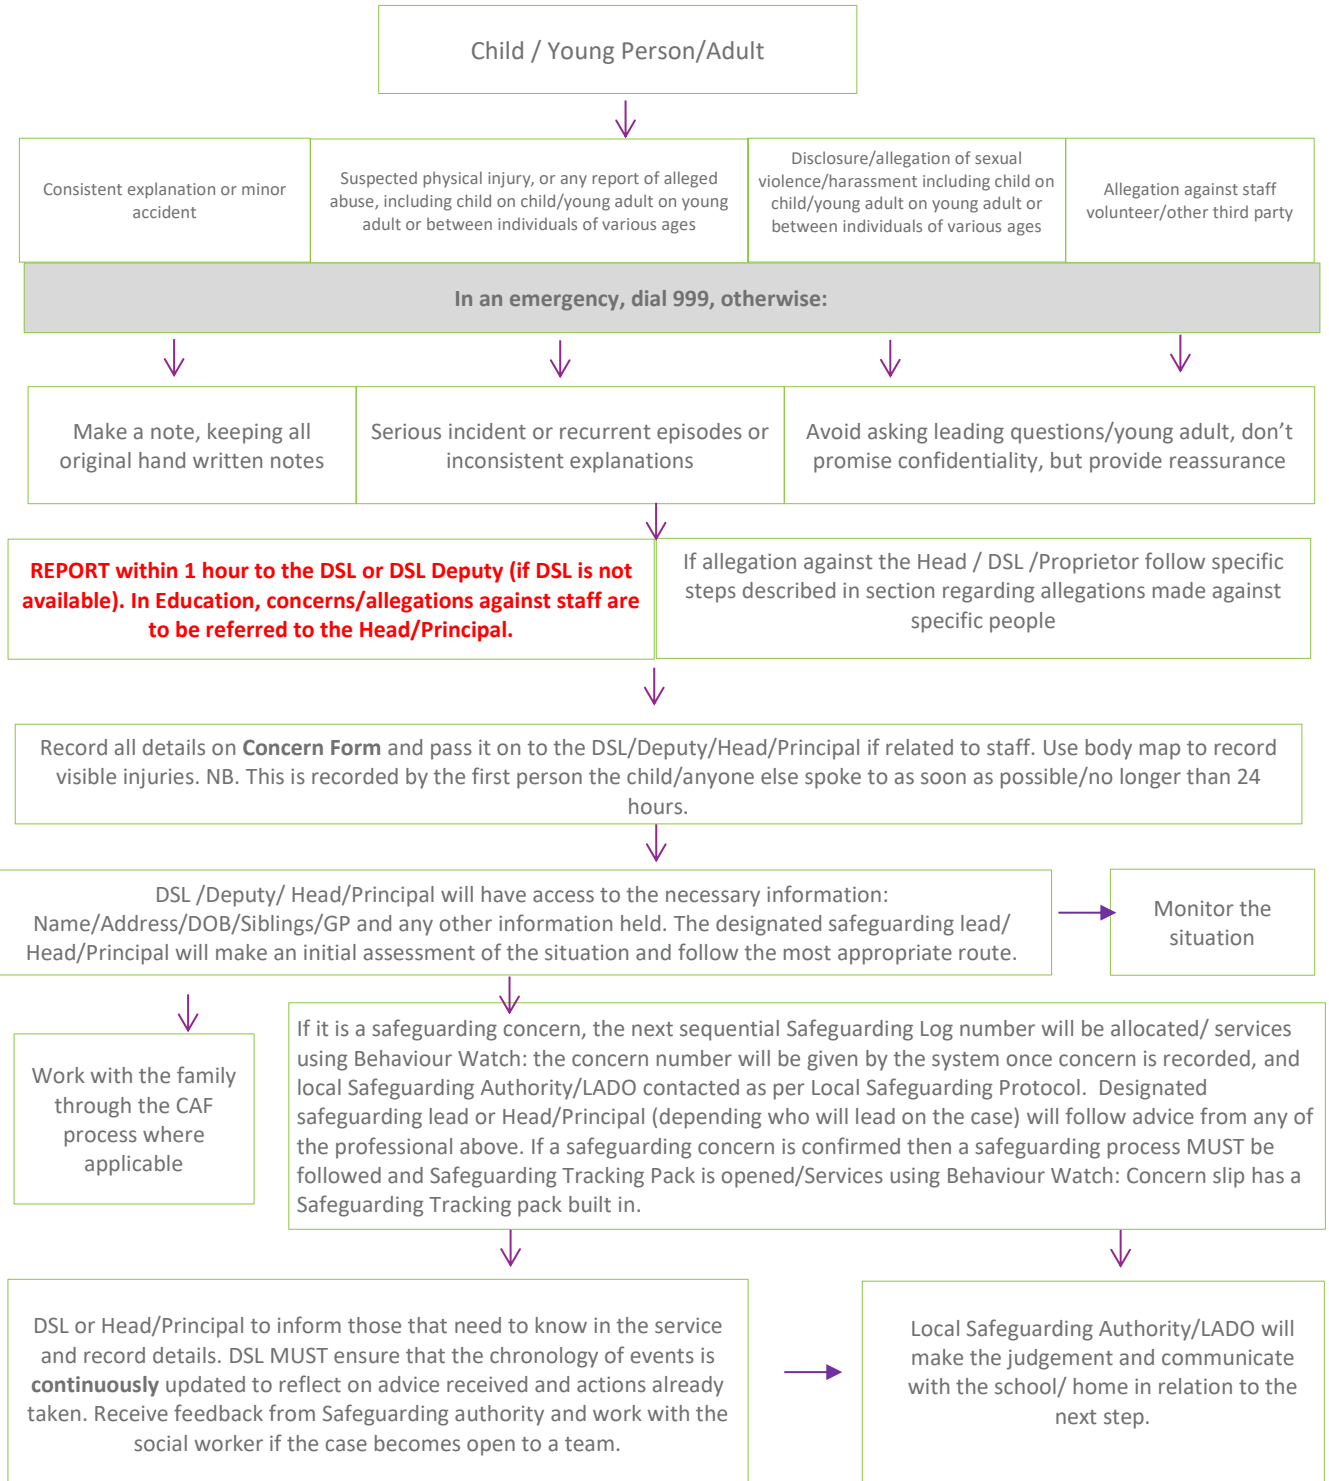 Child / Young Person/Adult
Consistent explanation or minor
accident
Suspected physical injury, or any report of alleged
abuse, including child on child/young adult on young
adult or between individuals of various ages
Disclosure/allegation of sexual
violence/harassment including child on
child/young adult on young adult or
between individuals of various ages
Allegation against staff
volunteer/other third party
In an emergency, dial 999, otherwise:
Make a note, keeping all
original hand written notes
Serious incident or recurrent episodes or
inconsistent explanations
Avoid asking leading questions/young adult, don’t
promise confidentiality, but provide reassurance
REPORT within 1 hour to the DSL or DSL Deputy (if DSL is not
available). In Education, concerns/allegations against staff are
to be referred to the Head/Principal.
If allegation against the Head / DSL /Proprietor follow specific
steps described in section regarding allegations made against
specific people
Record all details on Concern Form and pass it on to the DSL/Deputy/Head/Principal if related to staff. Use body map to record
visible injuries. NB. This is recorded by the first person the child/anyone else spoke to as soon as possible/no longer than 24
hours.
DSL /Deputy/ Head/Principal will have access to the necessary information:
Name/Address/DOB/Siblings/GP and any other information held. The designated safeguarding lead/
Head/Principal will make an initial assessment of the situation and follow the most appropriate route.
Monitor the
situation
Work with the family
through the CAF
process where
applicable
If it is a safeguarding concern, the next sequential Safeguarding Log number will be allocated/ services
using Behaviour Watch: the concern number will be given by the system once concern is recorded, and
local Safeguarding Authority/LADO contacted as per Local Safeguarding Protocol.  Designated
safeguarding lead or Head/Principal (depending who will lead on the case) will follow advice from any of
the professional above. If a safeguarding concern is confirmed then a safeguarding process MUST be
followed and Safeguarding Tracking Pack is opened/Services using Behaviour Watch: Concern slip has a
Safeguarding Tracking pack built in.
DSL or Head/Principal to inform those that need to know in the service
and record details. DSL MUST ensure that the chronology of events is
continuously updated to reflect on advice received and actions already
taken. Receive feedback from Safeguarding authority and work with the
social worker if the case becomes open to a team.
Local Safeguarding Authority/LADO will
make the judgement and communicate
with the school/ home in relation to the
next step.